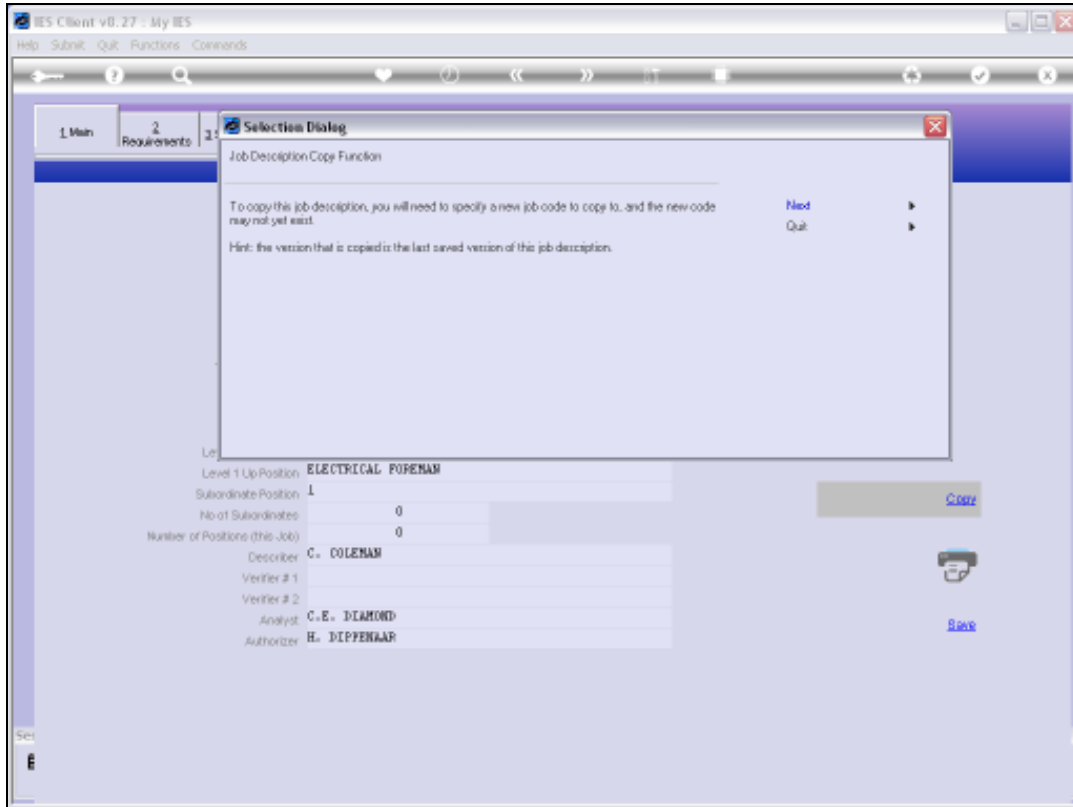 IES Client v8.27 : My IES
Help Submit Quit Functions Commands
1 Main
2 Requirements
3
Selection Dialog
Job Description Copy Function
To copy this job description, you will need to specify a new job code to copy to, and the new code
may not yet exist.
Hint: the version that is copied is the last saved version of this job description.
Next
Quit
Le
Level 1 Up Position ELECTRICAL FOREMAN
Subordinate Position 1
No of Subordinates 0
Number of Positions (this Job) 0
Describer C. COLEMAN
Verifier # 1
Verifier # 2
Analyst C.E. DIAMOND
Authorizer H. DIPPENAAR
Copy
Save
Ses